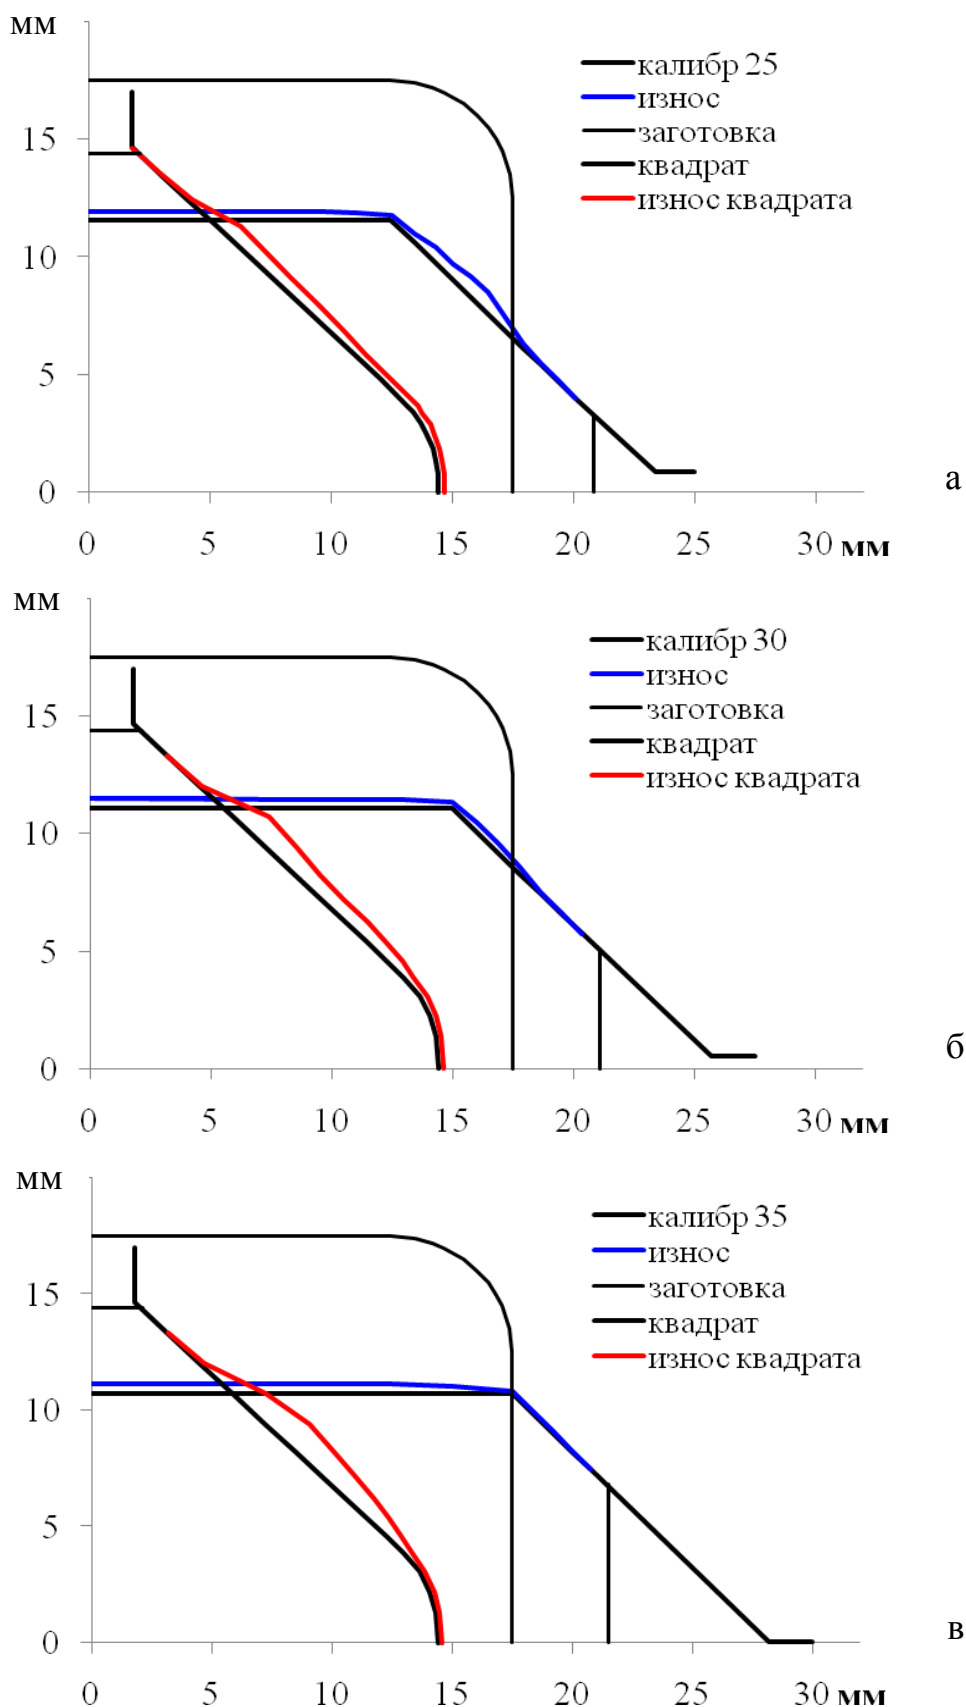 мм
калибр 25
износ
заготовка
квадрат
износ квадрата
15
10
5
0
0 5 10 15 20 25 30 мм
а
мм
калибр 30
износ
заготовка
квадрат
износ квадрата
15
10
5
0
0 5 10 15 20 25 30 мм
б
мм
калибр 35
износ
заготовка
квадрат
износ квадрата
15
10
5
0
0 5 10 15 20 25 30 мм
в